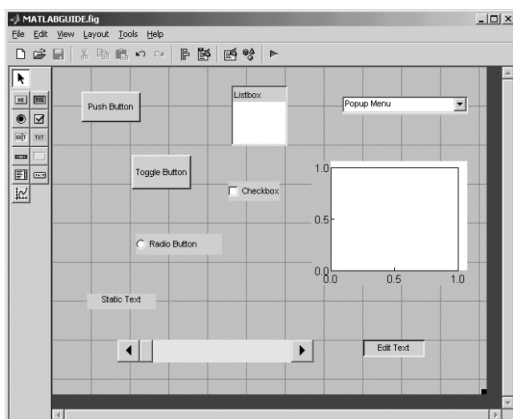 MATLABGUIDE.fig
File Edit View Layout Tools Help
Push Button
Listbox
Popup Menu
Toggle Button
Checkbox
1.0
0.5
0.0
0.0 0.5 1.0
Radio Button
Static Text
Edit Text